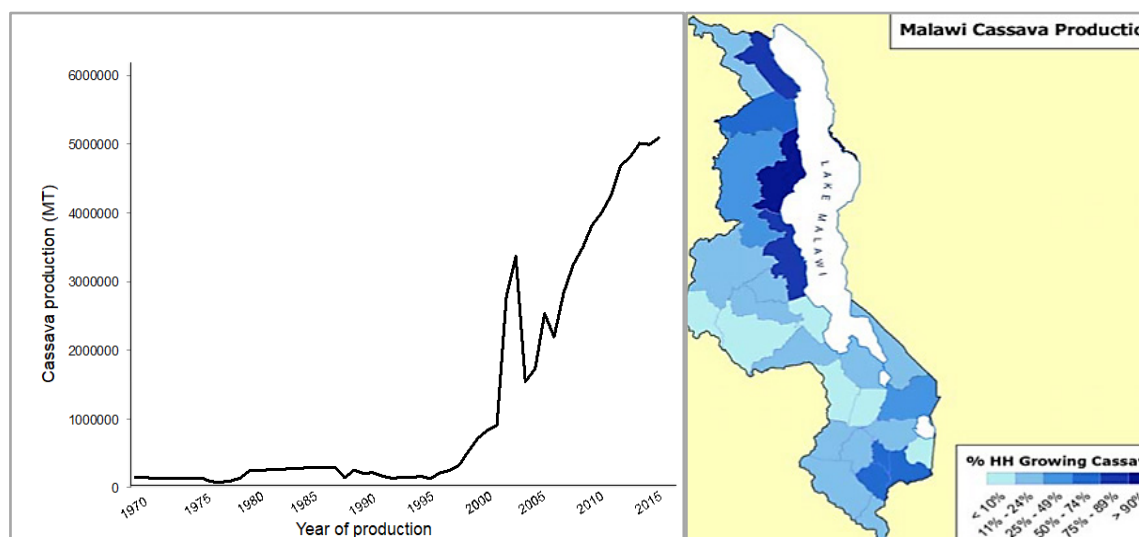 Cassava production (MT)
6000000
5000000
4000000
3000000
2000000
1000000
0
1970
1975
1980
1985
1990
1995
2000
2005
2010
2015
Year of production
Malawi Cassava Productio
LAKE MALAWI
% HH Growing Cassav
< 10%
11% - 24%
25% - 49%
50% - 74%
75% - 89%
> 90%